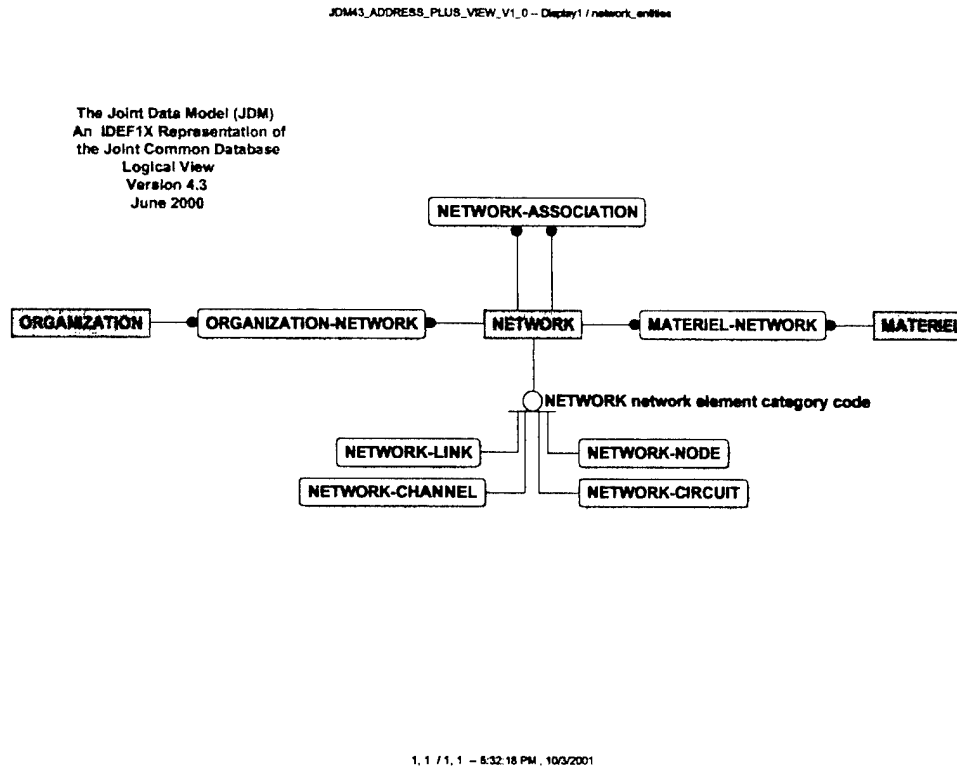 JDM43_ADDRESS_PLUS_VIEW_V1_0 -- Display1 / network_entities
The Joint Data Model (JDM)
An IDEF1X Representation of
the Joint Common Database
Logical View
Version 4.3
June 2000
NETWORK-ASSOCIATION
ORGANIZATION
ORGANIZATION-NETWORK
NETWORK
MATERIEL-NETWORK
MATERIEL
NETWORK network element category code
NETWORK-LINK
NETWORK-NODE
NETWORK-CHANNEL
NETWORK-CIRCUIT
1, 1 / 1, 1 -- 5:32:18 PM , 10/3/2001